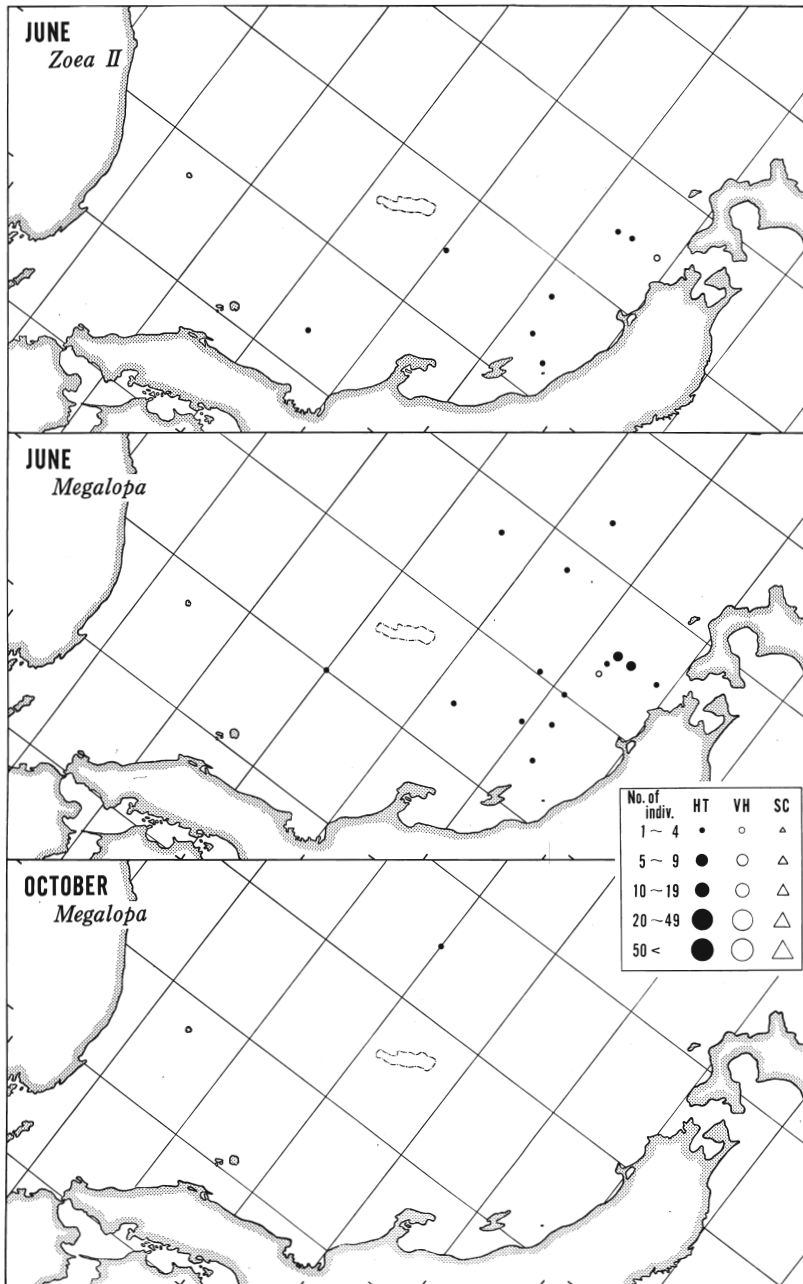 JUNE
Zoea II
JUNE
Megalopa
No. of indiv. HT VH SC
1 ~ 4
5 ~ 9
10 ~ 19
20 ~ 49
50 <
OCTOBER
Megalopa